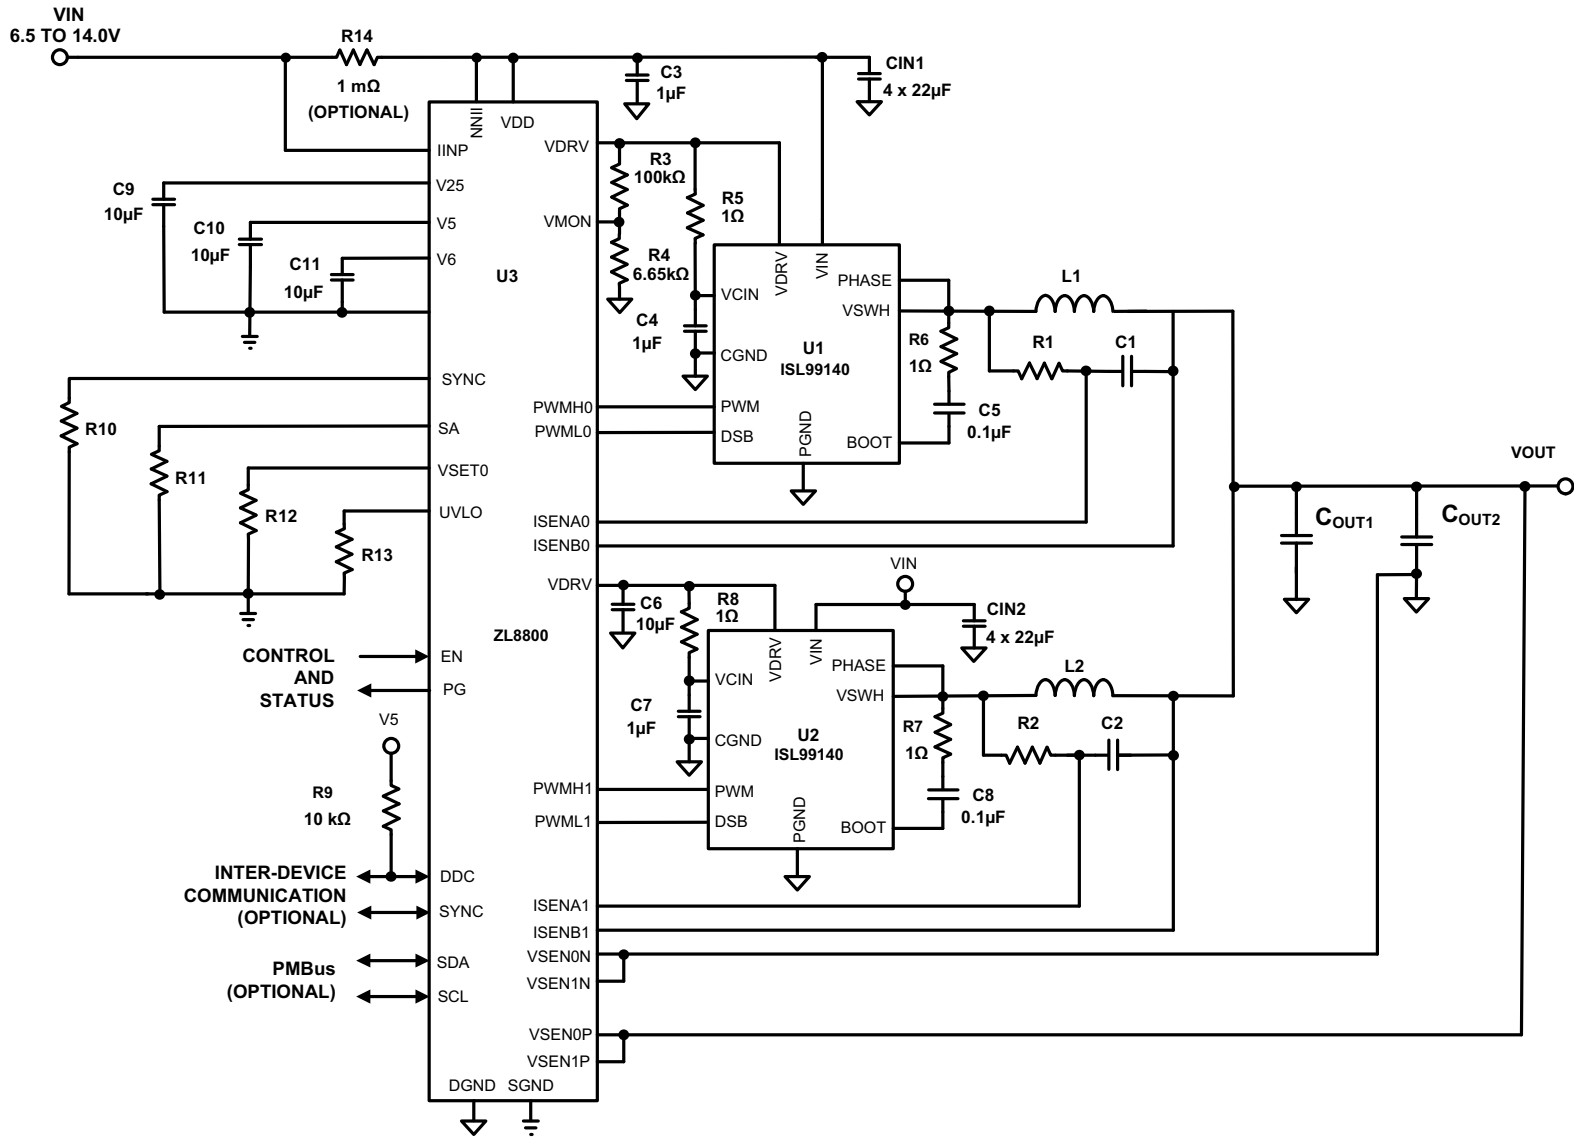 VIN
6.5 TO 14.0V
R14
1 mΩ
(OPTIONAL)
C3
1µF
CIN1
4 x 22µF
IINN
VDD
IINP
V25
V5
V6
C9
10µF
C10
10µF
C11
10µF
U3
VDRV
VMON
R3
100kΩ
R4
6.65kΩ
R5
1Ω
C4
1µF
VDRV
VIN
VCIN
CGND
PWM
DSB
PGND
PHASE
VSWH
BOOT
U1
ISL99140
R6
1Ω
C5
0.1µF
L1
R1
C1
SYNC
SA
VSET0
UVLO
R10
R11
R12
R13
PWMH0
PWML0
ISENA0
ISENB0
VOUT
COUT1
COUT2
VDRV
C6
10µF
R8
1Ω
VIN
CIN2
4 x 22µF
ZL8800
CONTROL
AND
STATUS
EN
PG
C7
1µF
VDRV
VIN
VCIN
CGND
PWM
DSB
PGND
PHASE
VSWH
BOOT
U2
ISL99140
R7
1Ω
C8
0.1µF
L2
R2
C2
V5
R9
10 kΩ
PWMH1
PWML1
INTER-DEVICE
COMMUNICATION
(OPTIONAL)
DDC
SYNC
PMBus
(OPTIONAL)
SDA
SCL
ISENA1
ISENB1
VSEN0N
VSEN1N
VSEN0P
VSEN1P
DGND
SGND